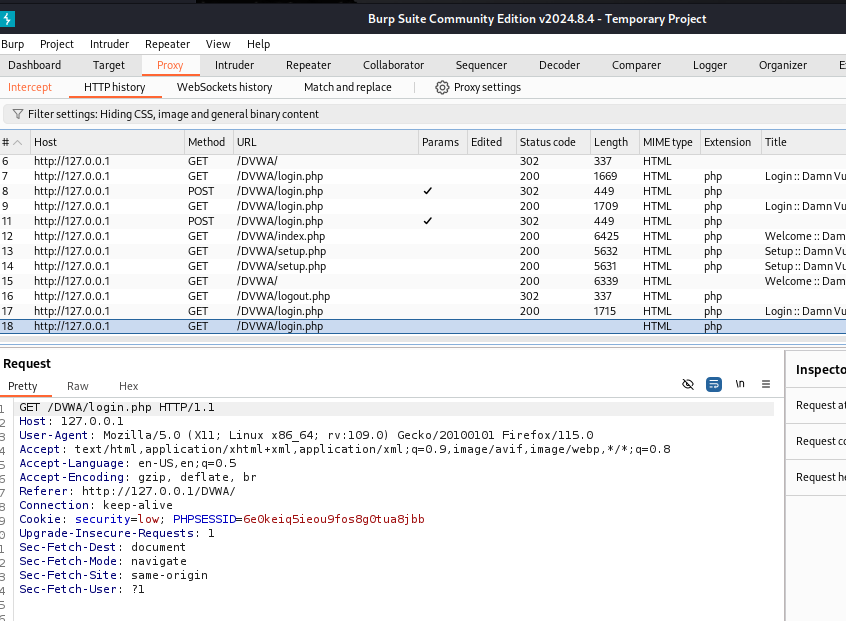 Burp Suite Community Edition v2024.8.4 - Temporary Project
Burp Project Intruder Repeater View Help
Dashboard Target Proxy Intruder Repeater Collaborator Sequencer Decoder Comparer Logger Organizer
Intercept HTTP history WebSockets history Match and replace Proxy settings
Filter settings: Hiding CSS, image and general binary content
# Host Method URL Params Edited Status code Length MIME type Extension Title
6 http://127.0.0.1 GET /DVWA/ 302 337 HTML
7 http://127.0.0.1 GET /DVWA/login.php 200 1669 HTML php Login :: Damn Vu
8 http://127.0.0.1 POST /DVWA/login.php ✓ 302 449 HTML php
9 http://127.0.0.1 GET /DVWA/login.php 200 1709 HTML php Login :: Damn Vu
11 http://127.0.0.1 POST /DVWA/login.php ✓ 302 449 HTML php
12 http://127.0.0.1 GET /DVWA/index.php 200 6425 HTML php Welcome :: Dam
13 http://127.0.0.1 GET /DVWA/setup.php 200 5632 HTML php Setup :: Damn Vu
14 http://127.0.0.1 GET /DVWA/setup.php 200 5631 HTML php Setup :: Damn Vu
15 http://127.0.0.1 GET /DVWA/ 200 6339 HTML Welcome :: Dam
16 http://127.0.0.1 GET /DVWA/logout.php 302 337 HTML php
17 http://127.0.0.1 GET /DVWA/login.php 200 1715 HTML php Login :: Damn Vu
18 http://127.0.0.1 GET /DVWA/login.php HTML php
Request
Pretty Raw Hex \n
GET /DVWA/login.php HTTP/1.1
Host: 127.0.0.1
User-Agent: Mozilla/5.0 (X11; Linux x86_64; rv:109.0) Gecko/20100101 Firefox/115.0
Accept: text/html,application/xhtml+xml,application/xml;q=0.9,image/avif,image/webp,*/*;q=0.8
Accept-Language: en-US,en;q=0.5
Accept-Encoding: gzip, deflate, br
Referer: http://127.0.0.1/DVWA/
Connection: keep-alive
Cookie: security=low; PHPSESSID=6e0keiq5ieou9fos8g0tua8jbb
Upgrade-Insecure-Requests: 1
Sec-Fetch-Dest: document
Sec-Fetch-Mode: navigate
Sec-Fetch-Site: same-origin
Sec-Fetch-User: ?1
Inspecto
Request at
Request co
Request he